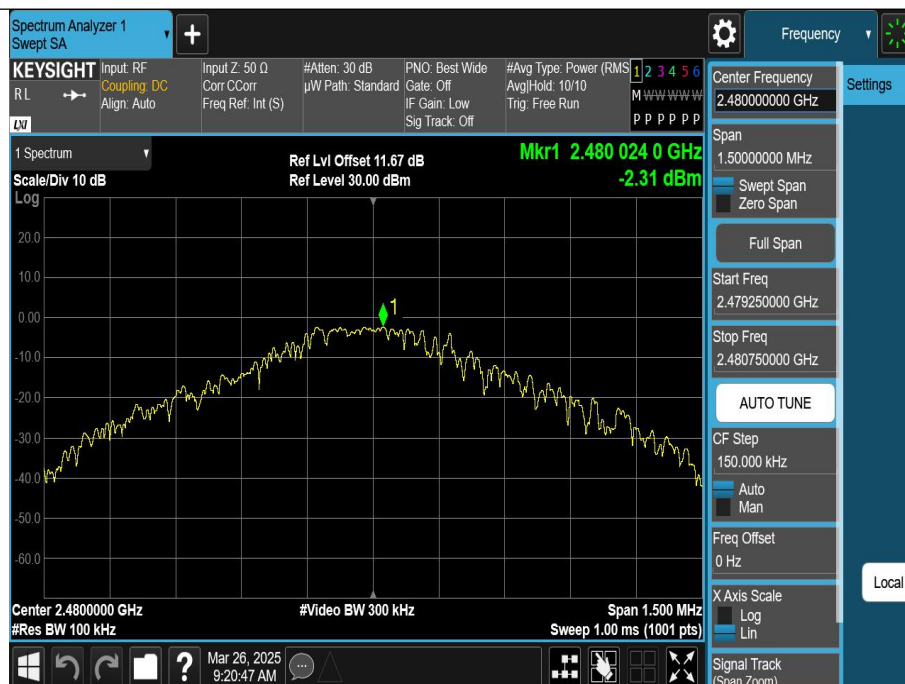 Spectrum Analyzer 1
Swept SA
+
Frequency
KEYSIGHT
RL
LXI
Input: RF
Coupling: DC
Align: Auto
Input Z: 50 Ω
Corr CCorr
Freq Ref: Int (S)
#Atten: 30 dB
µW Path: Standard
PNO: Best Wide
Gate: Off
IF Gain: Low
Sig Track: Off
#Avg Type: Power (RMS
Avg|Hold: 10/10
Trig: Free Run
1 2 3 4 5 6
M W W W W W
P P P P P P
1 Spectrum
Scale/Div 10 dB
Ref Lvl Offset 11.67 dB
Ref Level 30.00 dBm
Mkr1 2.480 024 0 GHz
-2.31 dBm
Log
20.0
10.0
0.00
-10.0
-20.0
-30.0
-40.0
-50.0
-60.0
1
Center 2.4800000 GHz
#Res BW 100 kHz
#Video BW 300 kHz
Span 1.500 MHz
Sweep 1.00 ms (1001 pts)
Center Frequency
2.480000000 GHz
Settings
Span
1.50000000 MHz
Swept Span
Zero Span
Full Span
Start Freq
2.479250000 GHz
Stop Freq
2.480750000 GHz
AUTO TUNE
CF Step
150.000 kHz
Auto
Man
Freq Offset
0 Hz
Local
X Axis Scale
Log
Lin
Signal Track
(Span Zoom)
?
Mar 26, 2025
9:20:47 AM